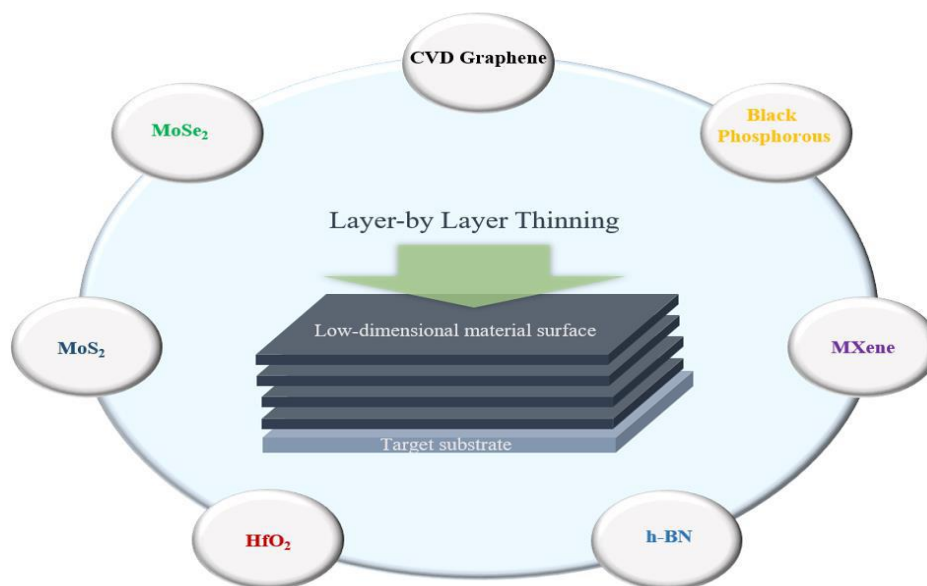 CVD Graphene
MoSe₂
Black
Phosphorous
Layer-by Layer Thinning
Low-dimensional material surface
MoS₂
MXene
Target substrate
HfO₂
h-BN